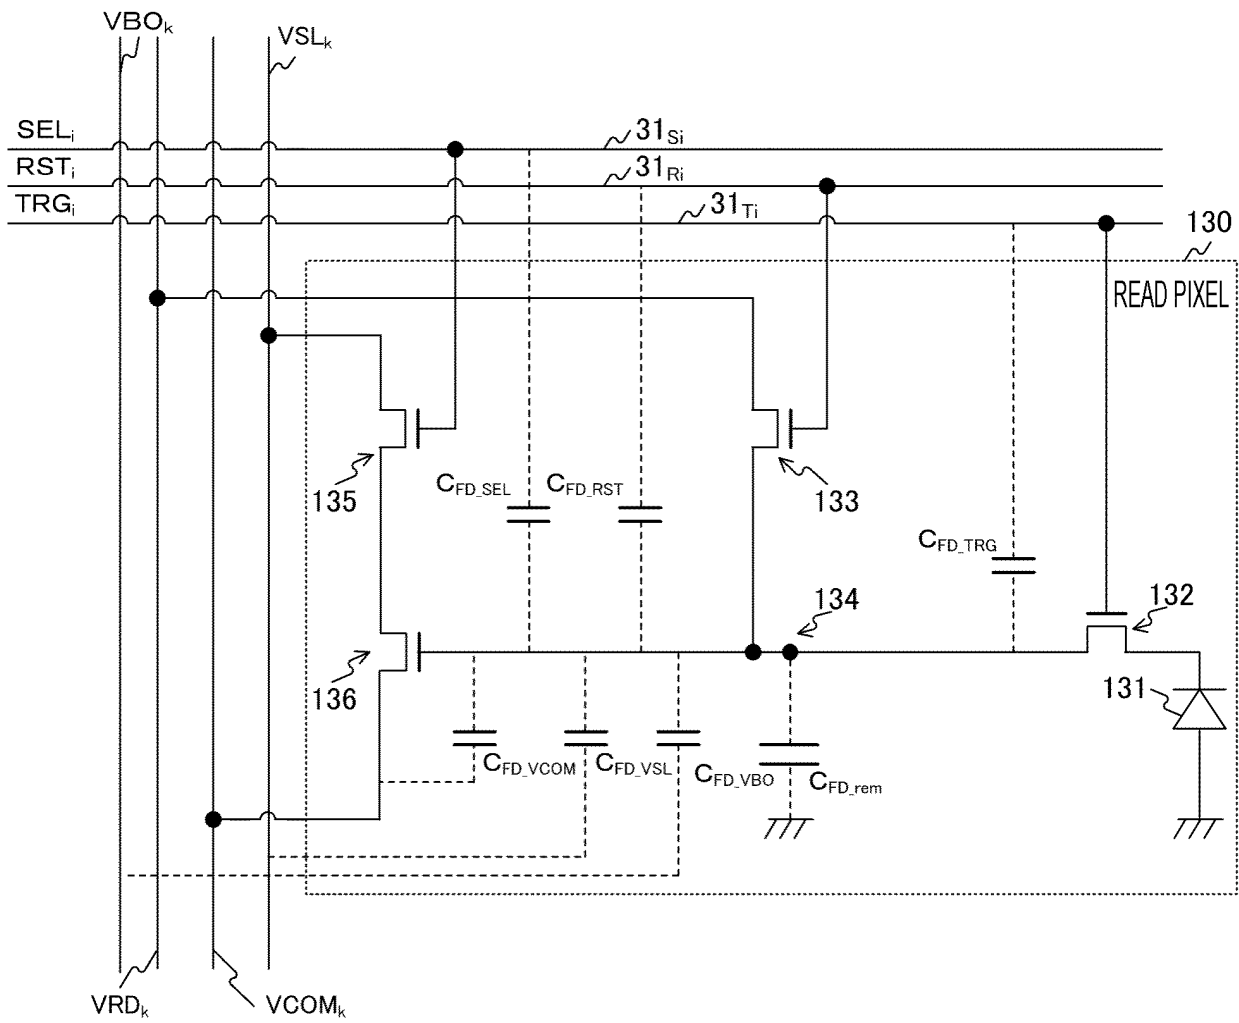 VBOk
VSLk
SELi
31Si
RSTi
31Ri
TRGi
31Ti
130
READ PIXEL
135
CFD_SEL
CFD_RST
133
CFD_TRG
134
132
136
131
CFD_VCOM
CFD_VSL
CFD_VBO
CFD_rem
VRDk
VCOMk